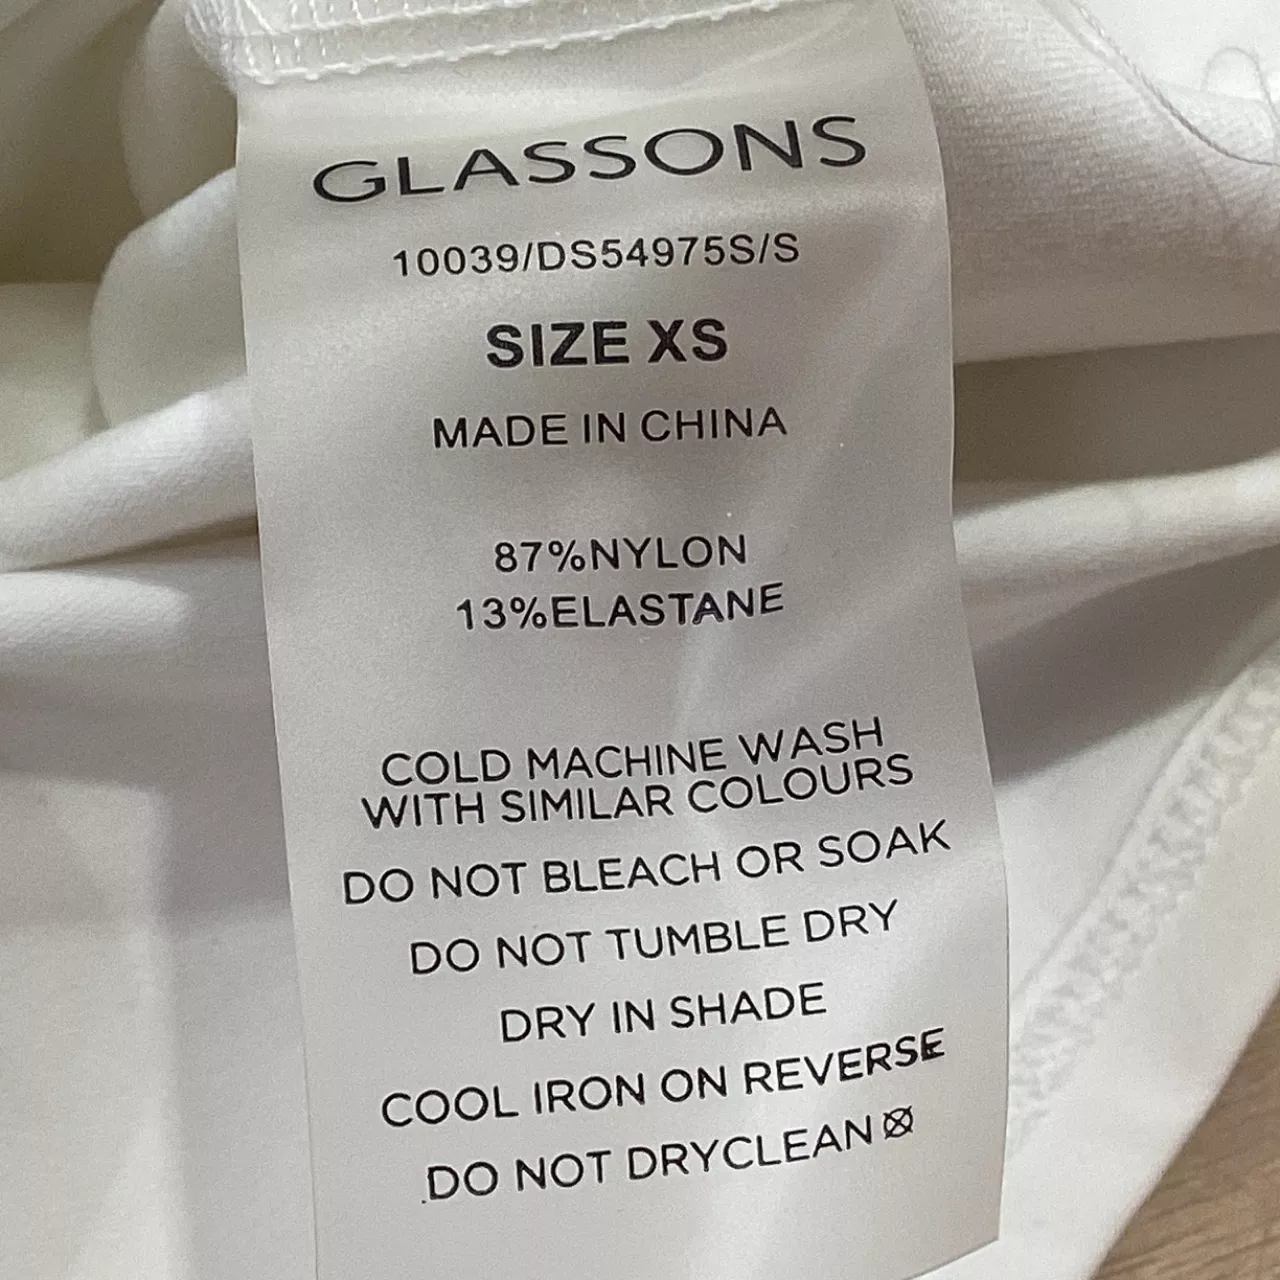 GLASSONS
10039/DS54975S/S
SIZE XS
MADE IN CHINA
87%NYLON
13%ELASTANE
COLD MACHINE WASH
WITH SIMILAR COLOURS
DO NOT BLEACH OR SOAK
DO NOT TUMBLE DRY
DRY IN SHADE
COOL IRON ON REVERSE
DO NOT DRYCLEAN